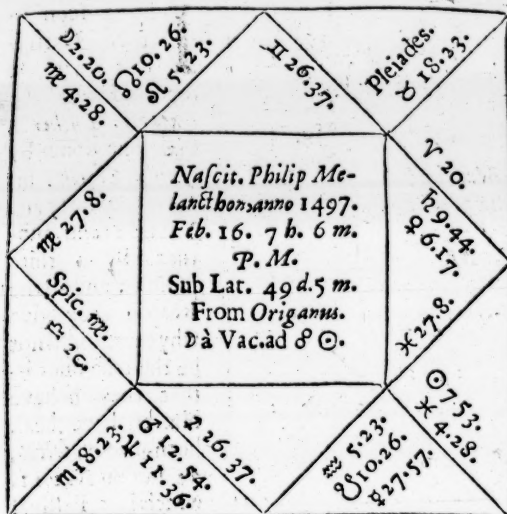 ☽2.20.
♍ 4.28.
☊10.26.
♌ 5.23.
♊ 26.37.
Pleiades.
♉ 18.23.
♈ 20.
♄ 9.44.
♀ 6.17.
♓27.8.
☉7.53.
♓ 4.28.
♒ 5.23.
☋10.26.
☿27.57.
♐ 26.37.
♂ 12.54.
♃ 11.36.
♏18.23.
Spic. ♍.
♎ 20.
♍ 27.8.
Naſcit. Philip Me-
lancthon, anno 1497.
Feb. 16. 7 h. 6 m.
P. M.
Sub Lat. 49 d.5 m.
From Origanus.
☽ à Vac.ad ☍ ☉.